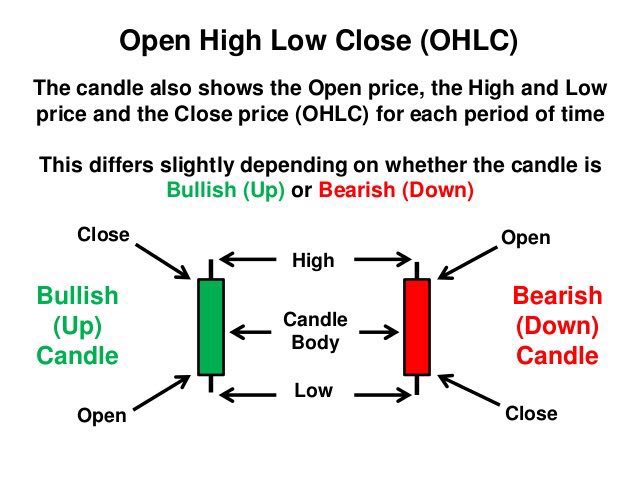 Open High Low Close (OHLC)
The candle also shows the Open price, the High and Low
price and the Close price (OHLC) for each period of time
This differs slightly depending on whether the candle is
Bullish (Up) or Bearish (Down)
Close
High
Open
Bullish
(Up)
Candle
Candle
Body
Bearish
(Down)
Candle
Open
Low
Close